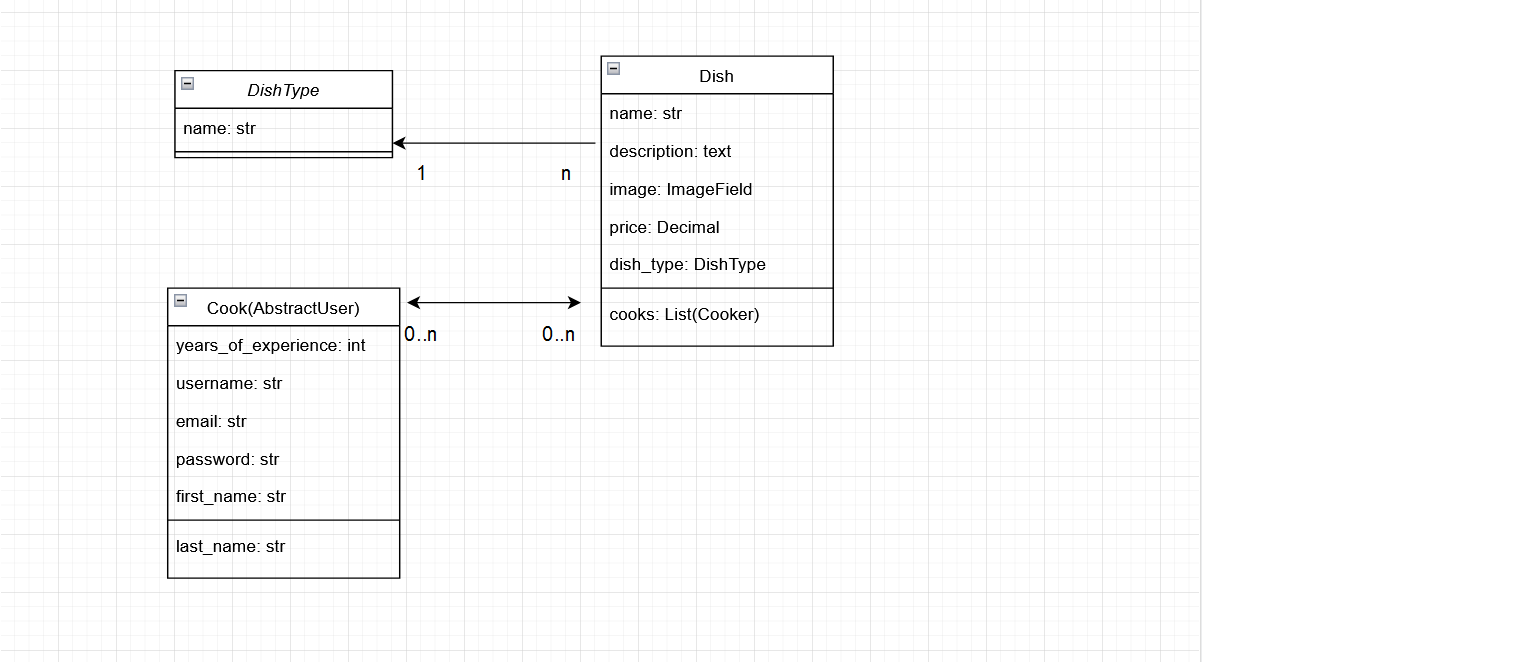 DishType
name: str
1
n
Dish
name: str
description: text
image: ImageField
price: Decimal
dish_type: DishType
cooks: List(Cooker)
Cook(AbstractUser)
years_of_experience: int
username: str
email: str
password: str
first_name: str
last_name: str
0..n
0..n